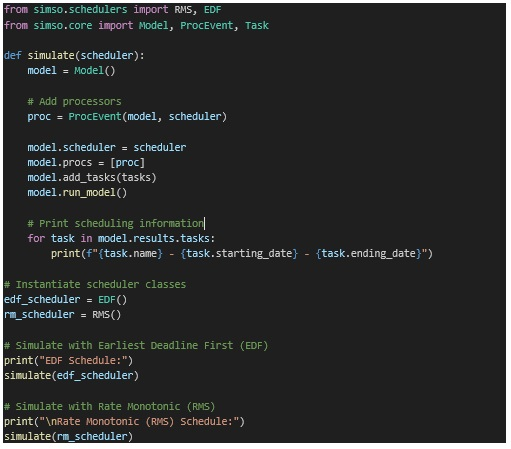 from simso.schedulers import RMS, EDF
from simso.core import Model, ProcEvent, Task

def simulate(scheduler):
    model = Model()

    # Add processors
    proc = ProcEvent(model, scheduler)

    model.scheduler = scheduler
    model.procs = [proc]
    model.add_tasks(tasks)
    model.run_model()

    # Print scheduling information
    for task in model.results.tasks:
        print(f"{task.name} - {task.starting_date} - {task.ending_date}")

# Instantiate scheduler classes
edf_scheduler = EDF()
rm_scheduler = RMS()

# Simulate with Earliest Deadline First (EDF)
print("EDF Schedule:")
simulate(edf_scheduler)

# Simulate with Rate Monotonic (RMS)
print("\nRate Monotonic (RMS) Schedule:")
simulate(rm_scheduler)